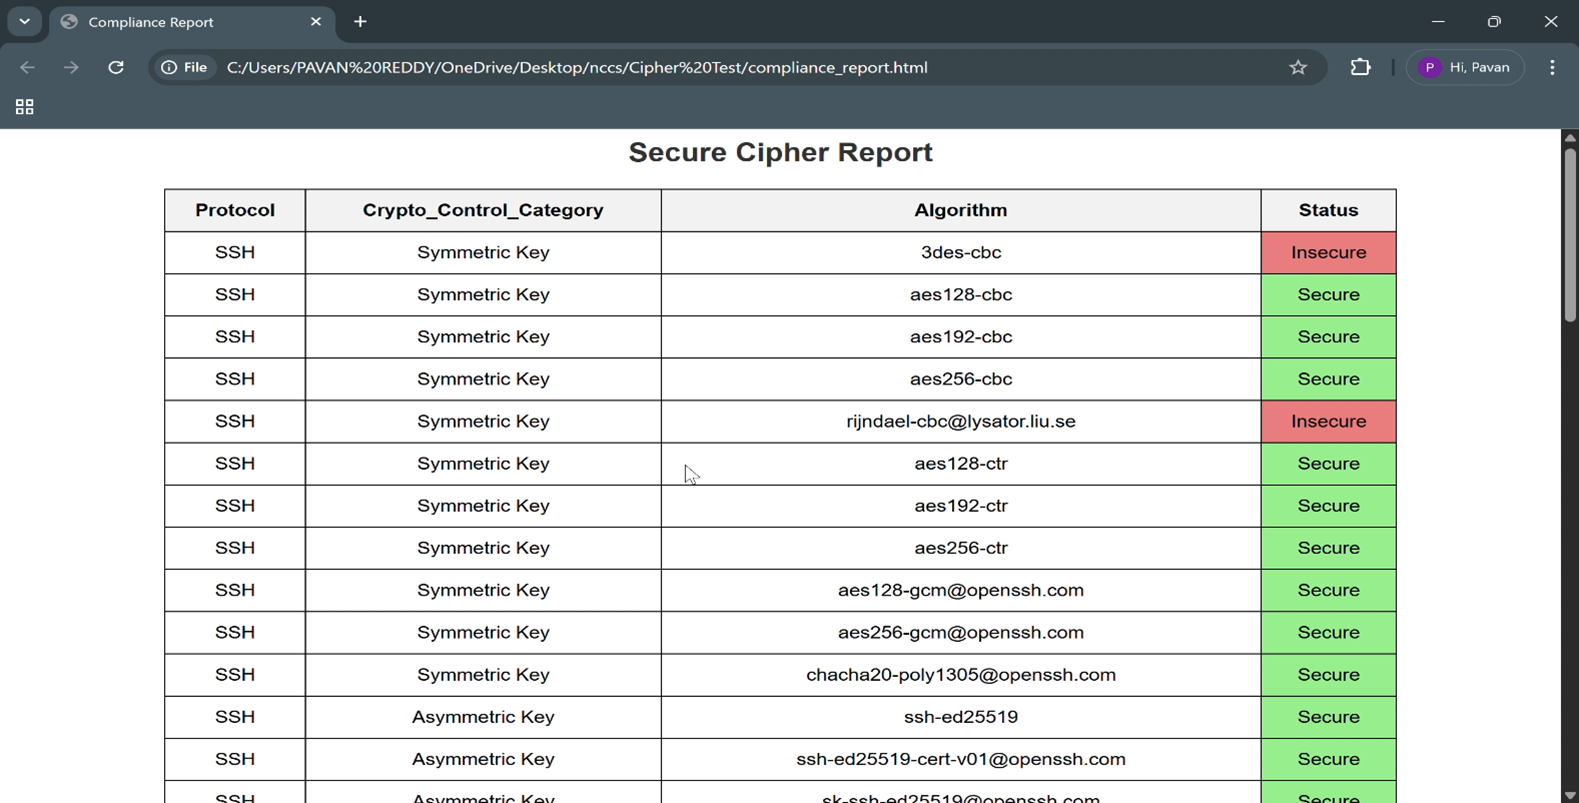 Compliance Report
File C:/Users/PAVAN%20REDDY/OneDrive/Desktop/nccs/Cipher%20Test/compliance_report.html P Hi, Pavan
Secure Cipher Report
Protocol Crypto_Control_Category Algorithm Status
SSH Symmetric Key 3des-cbc Insecure
SSH Symmetric Key aes128-cbc Secure
SSH Symmetric Key aes192-cbc Secure
SSH Symmetric Key aes256-cbc Secure
SSH Symmetric Key rijndael-cbc@lysator.liu.se Insecure
SSH Symmetric Key aes128-ctr Secure
SSH Symmetric Key aes192-ctr Secure
SSH Symmetric Key aes256-ctr Secure
SSH Symmetric Key aes128-gcm@openssh.com Secure
SSH Symmetric Key aes256-gcm@openssh.com Secure
SSH Symmetric Key chacha20-poly1305@openssh.com Secure
SSH Asymmetric Key ssh-ed25519 Secure
SSH Asymmetric Key ssh-ed25519-cert-v01@openssh.com Secure
SSH Asymmetric Key sk-ssh-ed25519@openssh.com Secure